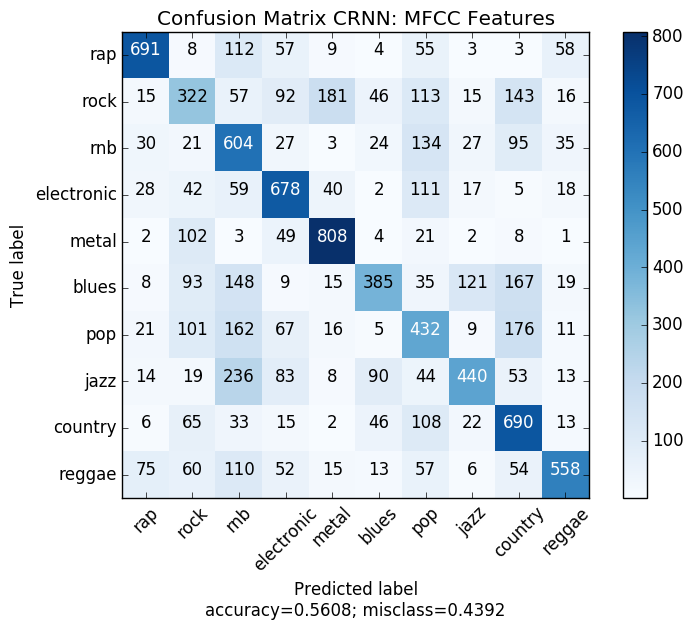 Confusion Matrix CRNN: MFCC Features
rap 691 8 112 57 9 4 55 3 3 58
rock 15 322 57 92 181 46 113 15 143 16
rnb 30 21 604 27 3 24 134 27 95 35
electronic 28 42 59 678 40 2 111 17 5 18
metal 2 102 3 49 808 4 21 2 8 1
blues 8 93 148 9 15 385 35 121 167 19
pop 21 101 162 67 16 5 432 9 176 11
jazz 14 19 236 83 8 90 44 440 53 13
country 6 65 33 15 2 46 108 22 690 13
reggae 75 60 110 52 15 13 57 6 54 558
rap rock rnb electronic metal blues pop jazz country reggae
True label
Predicted label
accuracy=0.5608; misclass=0.4392
800
700
600
500
400
300
200
100